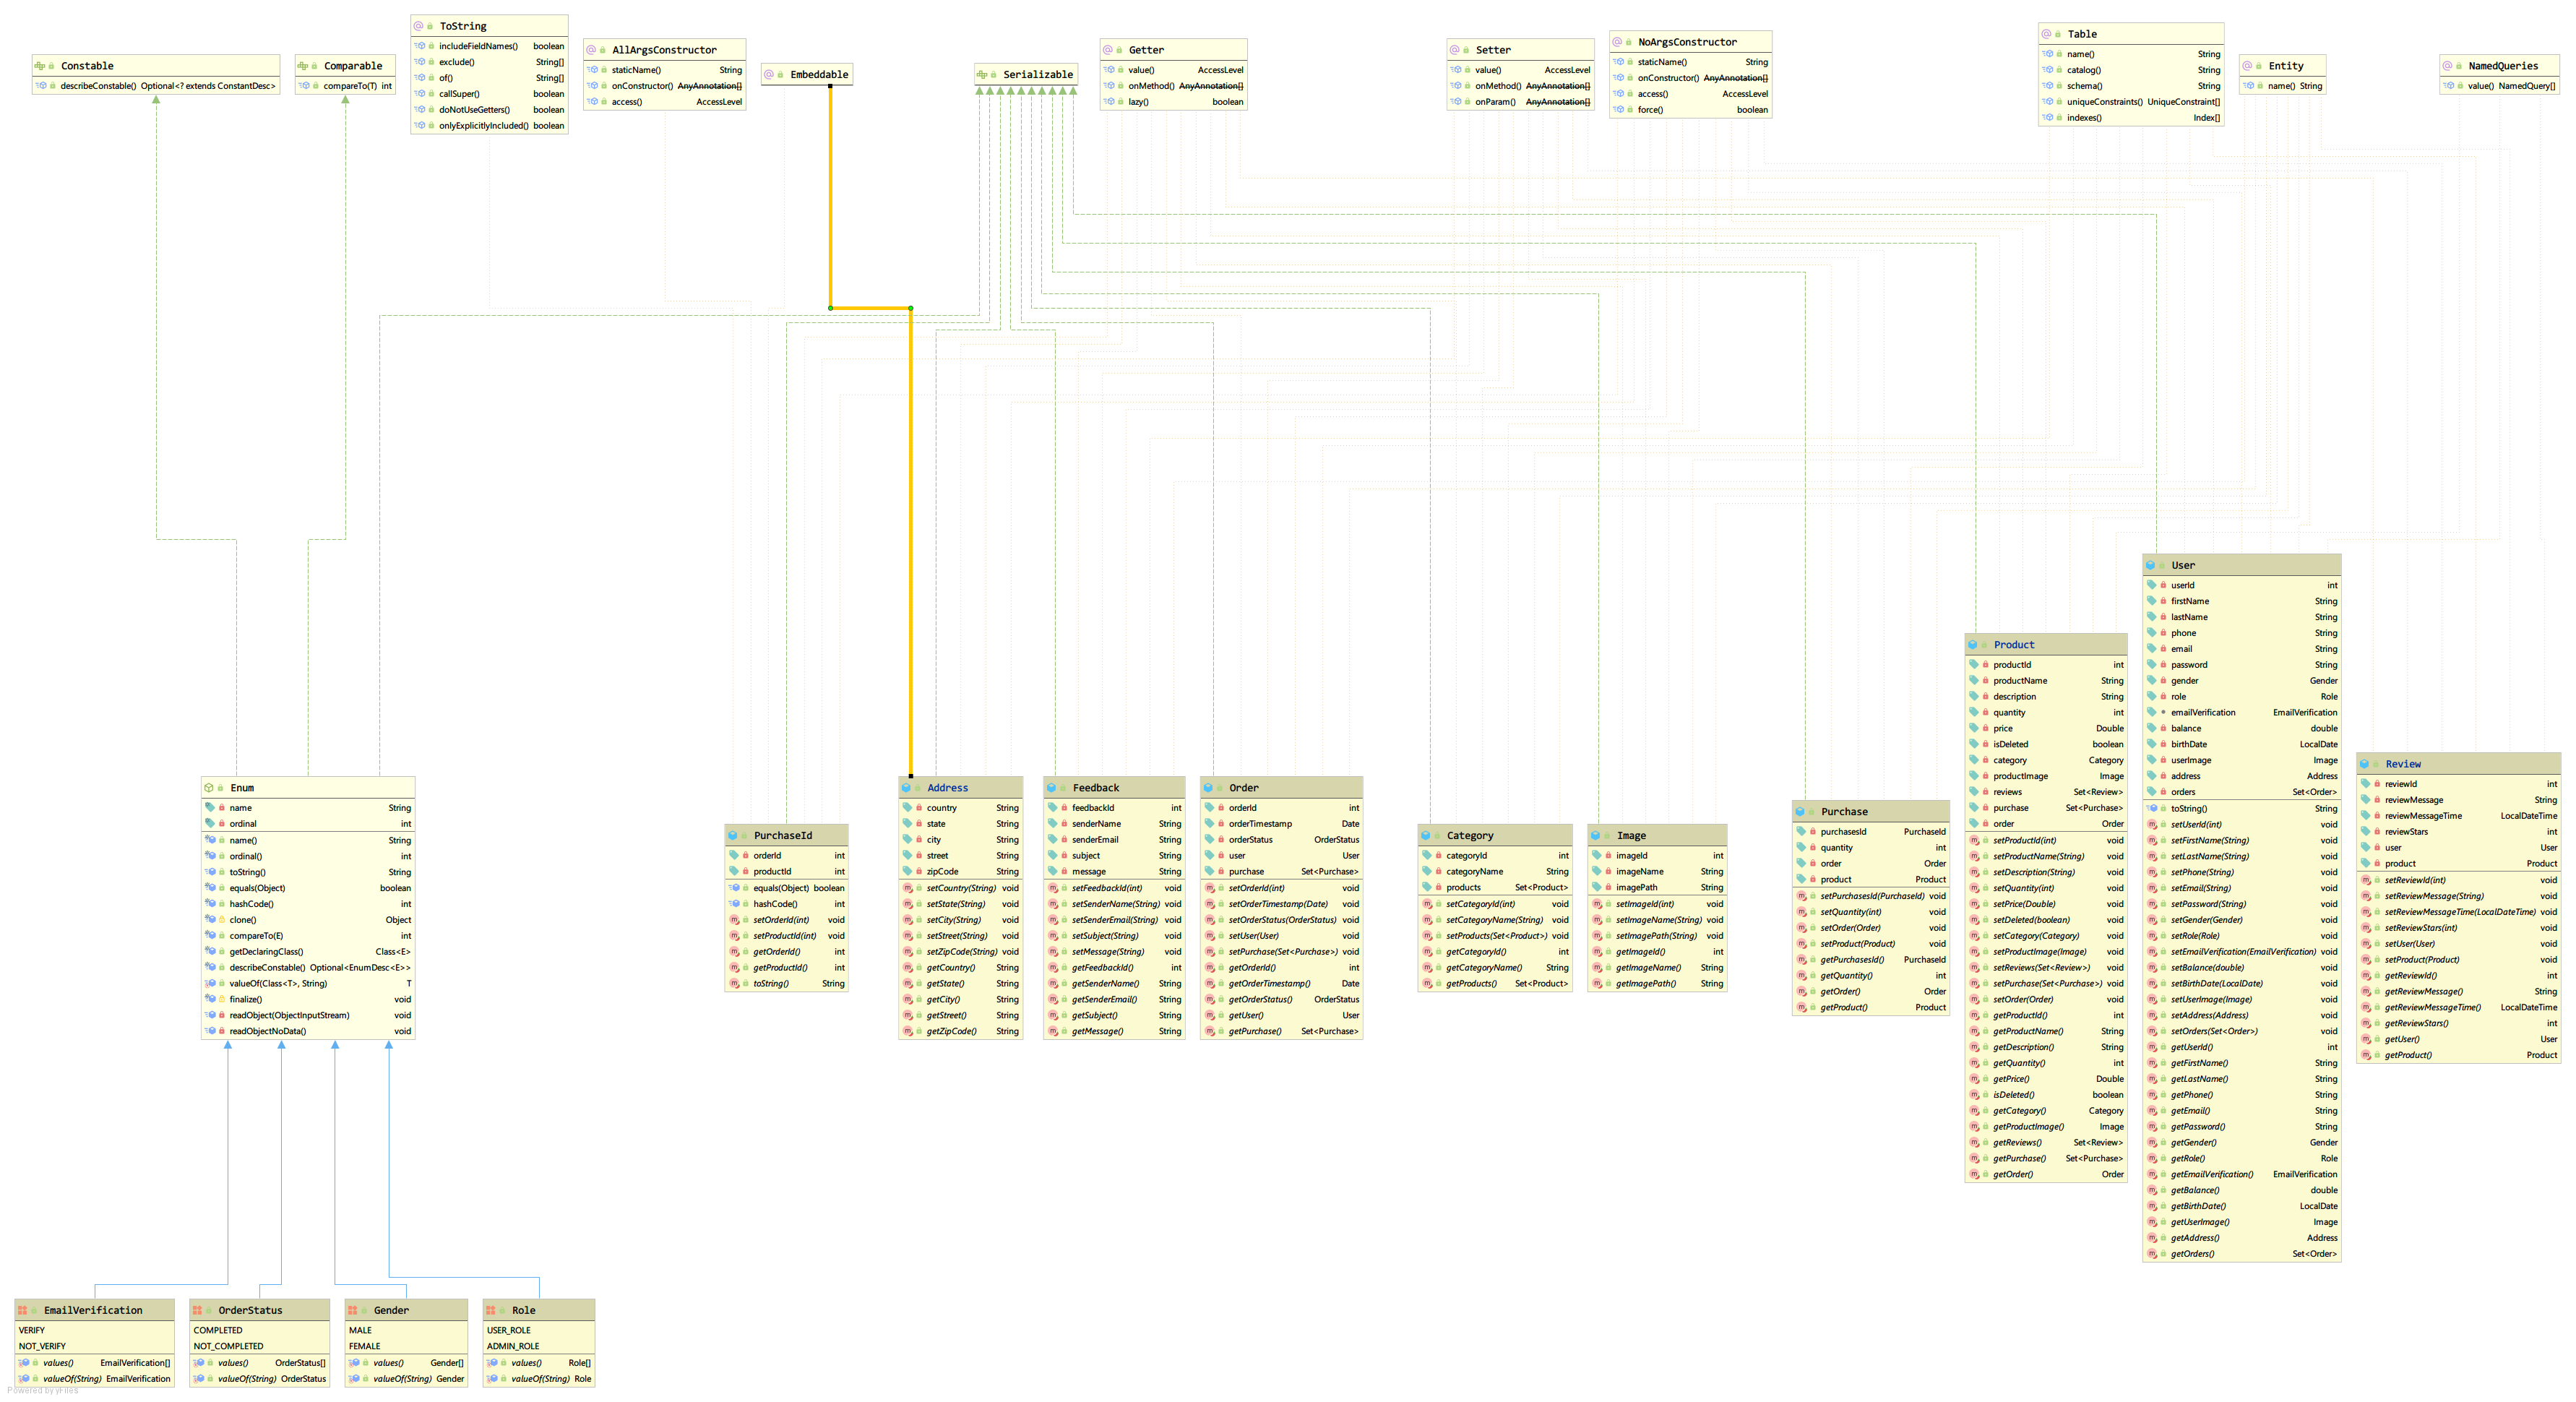 Constable
describeConstable() Optional<? extends ConstantDesc>
Comparable
compareTo(T) int
ToString
includeFieldNames() boolean
exclude() String[]
of() String[]
callSuper() boolean
doNotUseGetters() boolean
onlyExplicitlyIncluded() boolean
AllArgsConstructor
staticName() String
onConstructor() AnyAnnotation[]
access() AccessLevel
Embeddable
Serializable
Getter
value() AccessLevel
onMethod() AnyAnnotation[]
lazy() boolean
Setter
value() AccessLevel
onMethod() AnyAnnotation[]
onParam() AnyAnnotation[]
NoArgsConstructor
staticName() String
onConstructor() AnyAnnotation[]
access() AccessLevel
force() boolean
Table
name() String
catalog() String
schema() String
uniqueConstraints() UniqueConstraint[]
indexes() Index[]
Entity
name() String
NamedQueries
value() NamedQuery[]
Enum
name String
ordinal int
name() String
ordinal() int
toString() String
equals(Object) boolean
hashCode() int
clone() Object
compareTo(E) int
getDeclaringClass() Class<E>
describeConstable() Optional<EnumDesc<E>>
valueOf(Class<T>, String) T
finalize() void
readObject(ObjectInputStream) void
readObjectNoData() void
PurchaseId
orderId int
productId int
equals(Object) boolean
hashCode() int
setOrderId(int) void
setProductId(int) void
getOrderId() int
getProductId() int
toString() String
Address
country String
state String
city String
street String
zipCode String
setCountry(String) void
setState(String) void
setCity(String) void
setStreet(String) void
setZipCode(String) void
getCountry() String
getState() String
getCity() String
getStreet() String
getZipCode() String
Feedback
feedbackId int
senderName String
senderEmail String
subject String
message String
setFeedbackId(int) void
setSenderName(String) void
setSenderEmail(String) void
setSubject(String) void
setMessage(String) void
getFeedbackId() int
getSenderName() String
getSenderEmail() String
getSubject() String
getMessage() String
Order
orderId int
orderTimestamp Date
orderStatus OrderStatus
user User
purchase Set<Purchase>
setOrderId(int) void
setOrderTimestamp(Date) void
setOrderStatus(OrderStatus) void
setUser(User) void
setPurchase(Set<Purchase>) void
getOrderId() int
getOrderTimestamp() Date
getOrderStatus() OrderStatus
getUser() User
getPurchase() Set<Purchase>
Category
categoryId int
categoryName String
products Set<Product>
setCategoryId(int) void
setCategoryName(String) void
setProducts(Set<Product>) void
getCategoryId() int
getCategoryName() String
getProducts() Set<Product>
Image
imageId int
imageName String
imagePath String
setImageId(int) void
setImageName(String) void
setImagePath(String) void
getImageId() int
getImageName() String
getImagePath() String
Purchase
purchasesId PurchaseId
quantity int
order Order
product Product
setPurchasesId(PurchaseId) void
setQuantity(int) void
setOrder(Order) void
setProduct(Product) void
getPurchasesId() PurchaseId
getQuantity() int
getOrder() Order
getProduct() Product
Product
productId int
productName String
description String
quantity int
price Double
isDeleted boolean
category Category
productImage Image
reviews Set<Review>
purchase Set<Purchase>
order Order
setProductId(int) void
setProductName(String) void
setDescription(String) void
setQuantity(int) void
setPrice(Double) void
setDeleted(boolean) void
setCategory(Category) void
setProductImage(Image) void
setReviews(Set<Review>) void
setPurchase(Set<Purchase>) void
setOrder(Order) void
getProductId() int
getProductName() String
getDescription() String
getQuantity() int
getPrice() Double
isDeleted() boolean
getCategory() Category
getProductImage() Image
getReviews() Set<Review>
getPurchase() Set<Purchase>
getOrder() Order
User
userId int
firstName String
lastName String
phone String
email String
password String
gender Gender
role Role
emailVerification EmailVerification
balance double
birthDate LocalDate
userImage Image
address Address
orders Set<Order>
toString() String
setUserId(int) void
setFirstName(String) void
setLastName(String) void
setPhone(String) void
setEmail(String) void
setPassword(String) void
setGender(Gender) void
setRole(Role) void
setEmailVerification(EmailVerification) void
setBalance(double) void
setBirthDate(LocalDate) void
setUserImage(Image) void
setAddress(Address) void
setOrders(Set<Order>) void
getUserId() int
getFirstName() String
getLastName() String
getPhone() String
getEmail() String
getPassword() String
getGender() Gender
getRole() Role
getEmailVerification() EmailVerification
getBalance() double
getBirthDate() LocalDate
getUserImage() Image
getAddress() Address
getOrders() Set<Order>
Review
reviewId int
reviewMessage String
reviewMessageTime LocalDateTime
reviewStars int
user User
product Product
setReviewId(int) void
setReviewMessage(String) void
setReviewMessageTime(LocalDateTime) void
setReviewStars(int) void
setUser(User) void
setProduct(Product) void
getReviewId() int
getReviewMessage() String
getReviewMessageTime() LocalDateTime
getReviewStars() int
getUser() User
getProduct() Product
EmailVerification
VERIFY
NOT_VERIFY
values() EmailVerification[]
valueOf(String) EmailVerification
OrderStatus
COMPLETED
NOT_COMPLETED
values() OrderStatus[]
valueOf(String) OrderStatus
Gender
MALE
FEMALE
values() Gender[]
valueOf(String) Gender
Role
USER_ROLE
ADMIN_ROLE
values() Role[]
valueOf(String) Role
Powered by yFiles